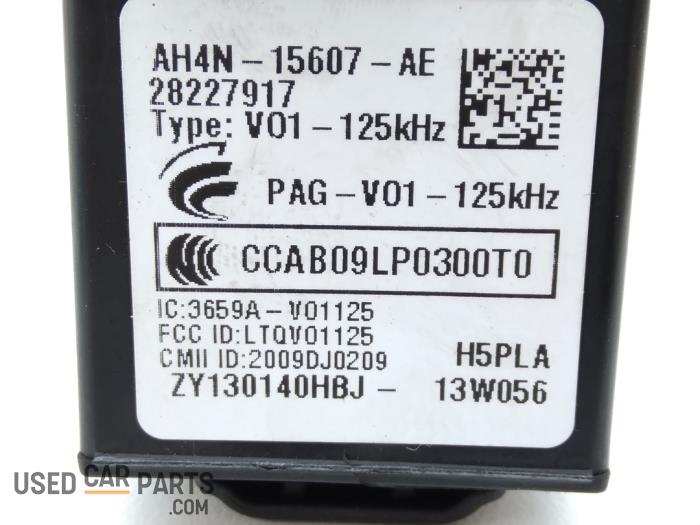 AH4N-15607-AE
28227917
Type: V01-125kHz
PAG-V01-125kHz
CCAB09LP0300T0
IC:3659A-V01125
FCC ID:LTQV01125
CMII ID:2009DJ0209
H5PLA
ZY130140HBJ- 13W056
USED CAR PARTS.COM